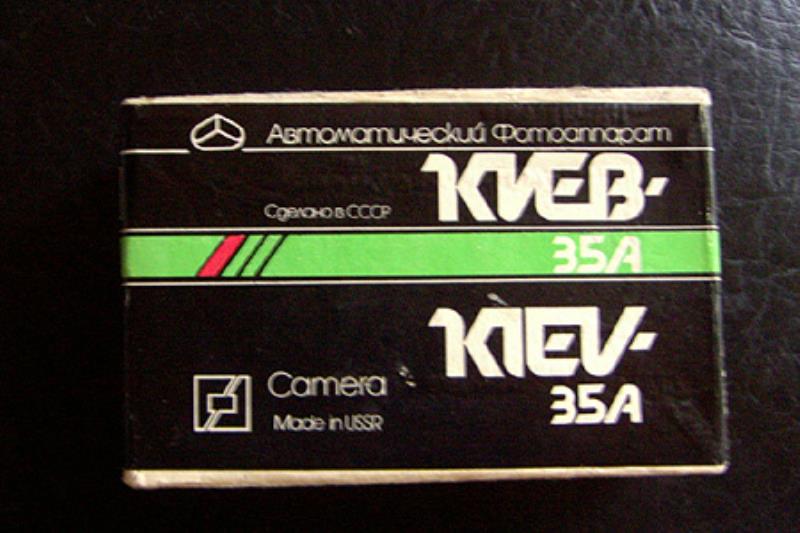 Автоматический Фотоаппарат
КИЕВ-
Сделано в СССР
35А
KIEV-
35A
Camera
Made in USSR